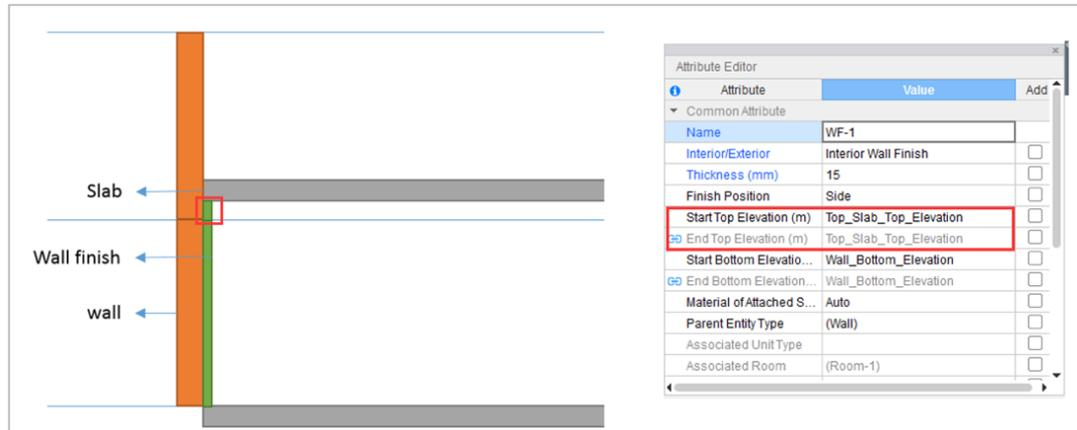 Slab
Wall finish
wall
×
Attribute Editor
Attribute Value Add
Common Attribute
Name WF-1
Interior/Exterior Interior Wall Finish
Thickness (mm) 15
Finish Position Side
Start Top Elevation (m) Top_Slab_Top_Elevation
End Top Elevation (m) Top_Slab_Top_Elevation
Start Bottom Elevatio... Wall_Bottom_Elevation
End Bottom Elevation... Wall_Bottom_Elevation
Material of Attached S... Auto
Parent Entity Type (Wall)
Associated Unit Type
Associated Room (Room-1)